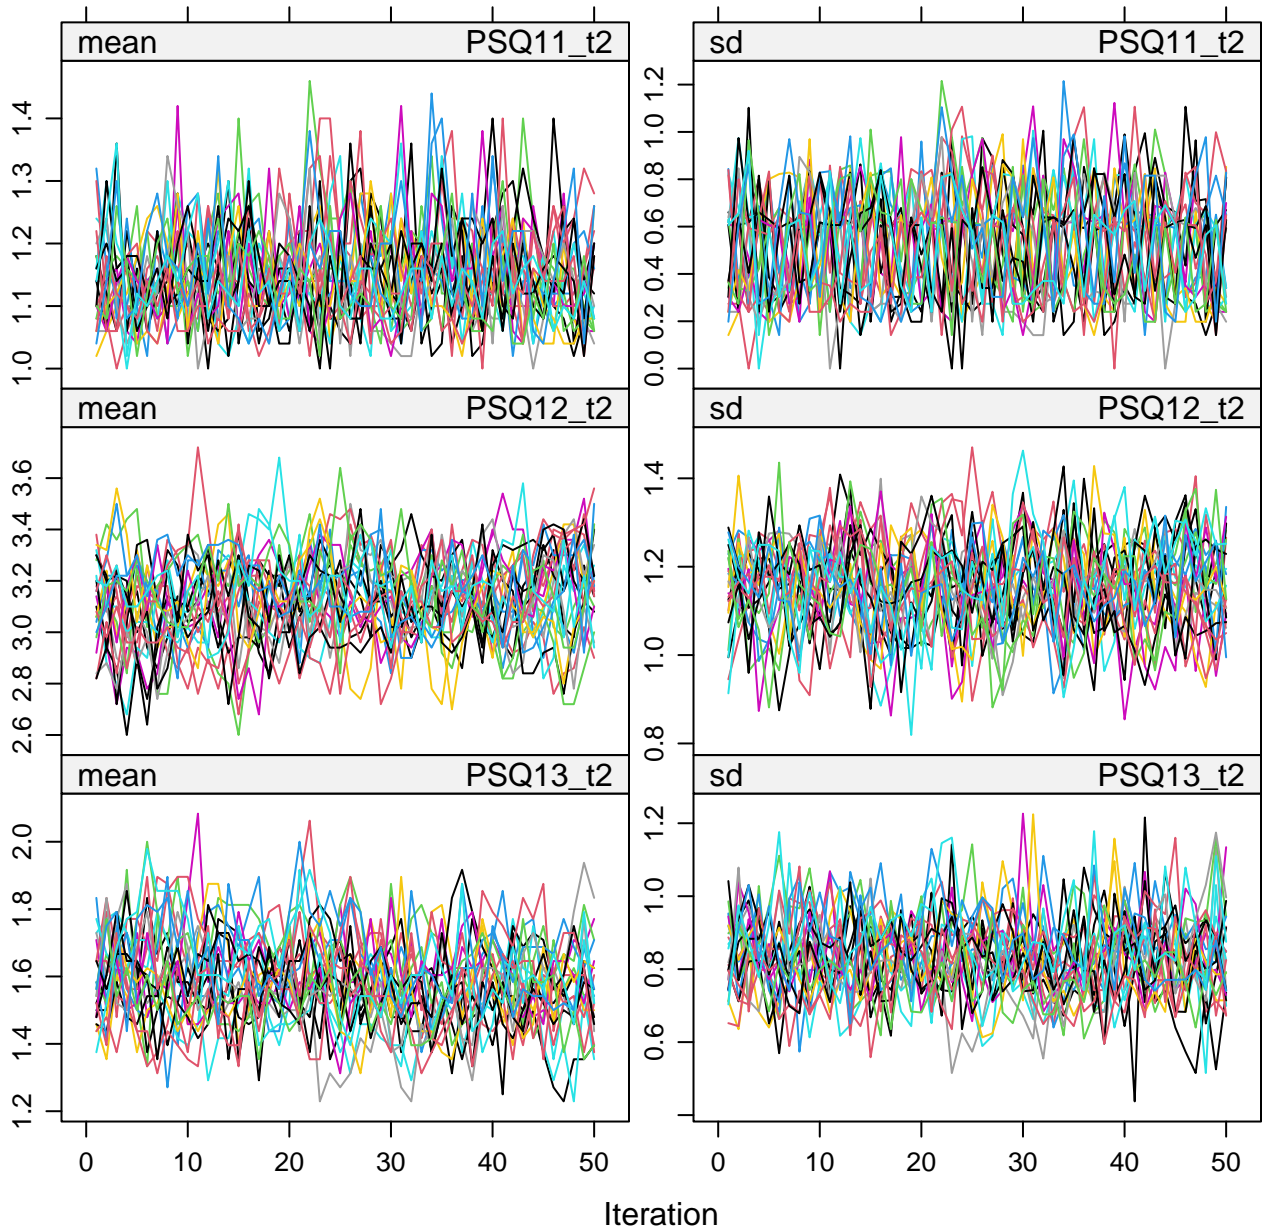 mean PSQ11_t2 sd PSQ11_t2
1.0 1.1 1.2 1.3 1.4
0.0 0.2 0.4 0.6 0.8 1.0 1.2
mean PSQ12_t2 sd PSQ12_t2
2.6 2.8 3.0 3.2 3.4 3.6
0.8 1.0 1.2 1.4
mean PSQ13_t2 sd PSQ13_t2
1.2 1.4 1.6 1.8 2.0
0.6 0.8 1.0 1.2
0 10 20 30 40 50 0 10 20 30 40 50
Iteration